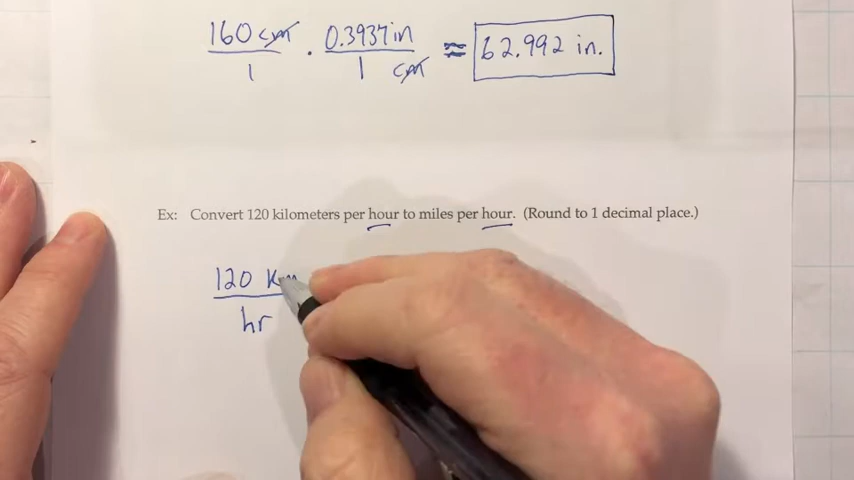 160 cm · 0.3937 in ≈ 62.992 in.
1 1 cm
Ex: Convert 120 kilometers per hour to miles per hour. (Round to 1 decimal place.)
120 km
hr